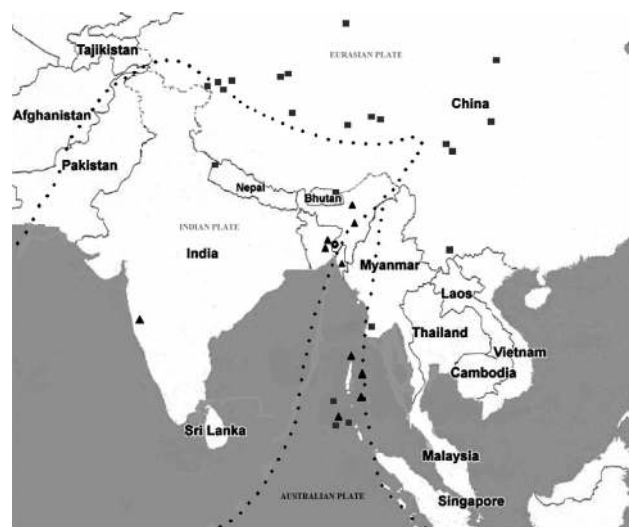 Tajikistan
EURASIAN PLATE
Afghanistan
China
Pakistan
Nepal
Bhutan
INDIAN PLATE
India
Myanmar
Laos
Thailand
Vietnam
Cambodia
Sri Lanka
Malaysia
AUSTRALIAN PLATE
Singapore